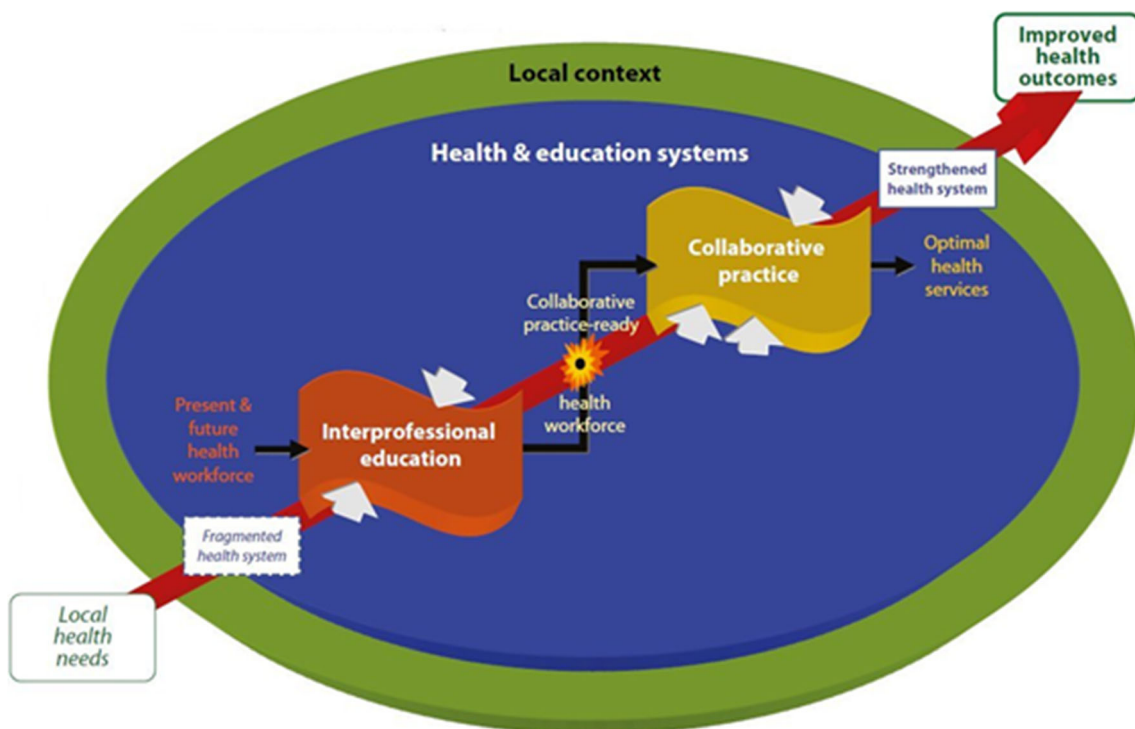 Improved
health
outcomes
Local context
Health & education systems
Strengthened
health system
Collaborative
practice
Optimal
health
services
Collaborative
practice-ready
health
workforce
Present &
future
health
workforce
Interprofessional
education
Fragmented
health system
Local
health
needs